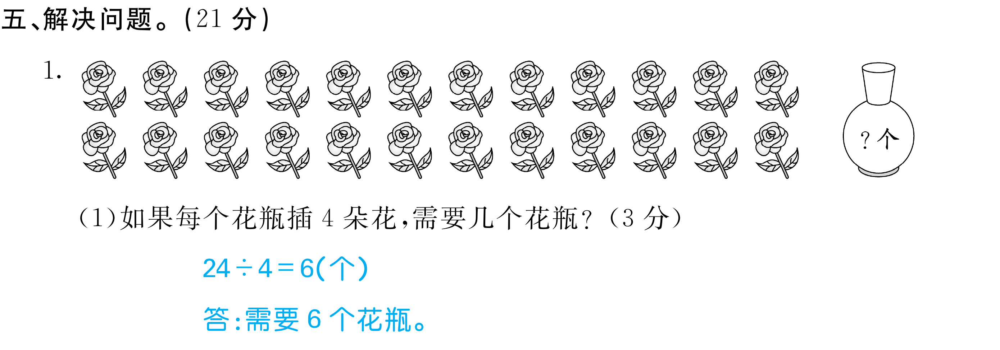 五、解决问题。(21 分)
1.
? 个
(1)如果每个花瓶插 4 朵花,需要几个花瓶?(3 分)
24÷4=6(个)
答:需要 6 个花瓶。